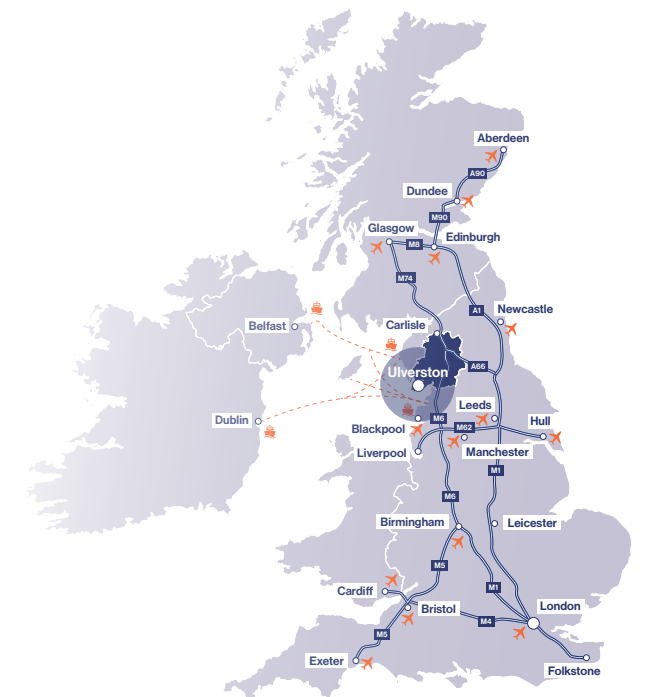 Aberdeen
A90
Dundee
M90
Glasgow
M8
Edinburgh
M74
A1
Newcastle
Belfast
Carlisle
A66
Ulverston
Leeds
Dublin
M6
M62
Hull
Blackpool
Liverpool
Manchester
M1
M6
Birmingham
Leicester
M5
M1
Cardiff
Bristol
London
M4
M5
Exeter
Folkstone